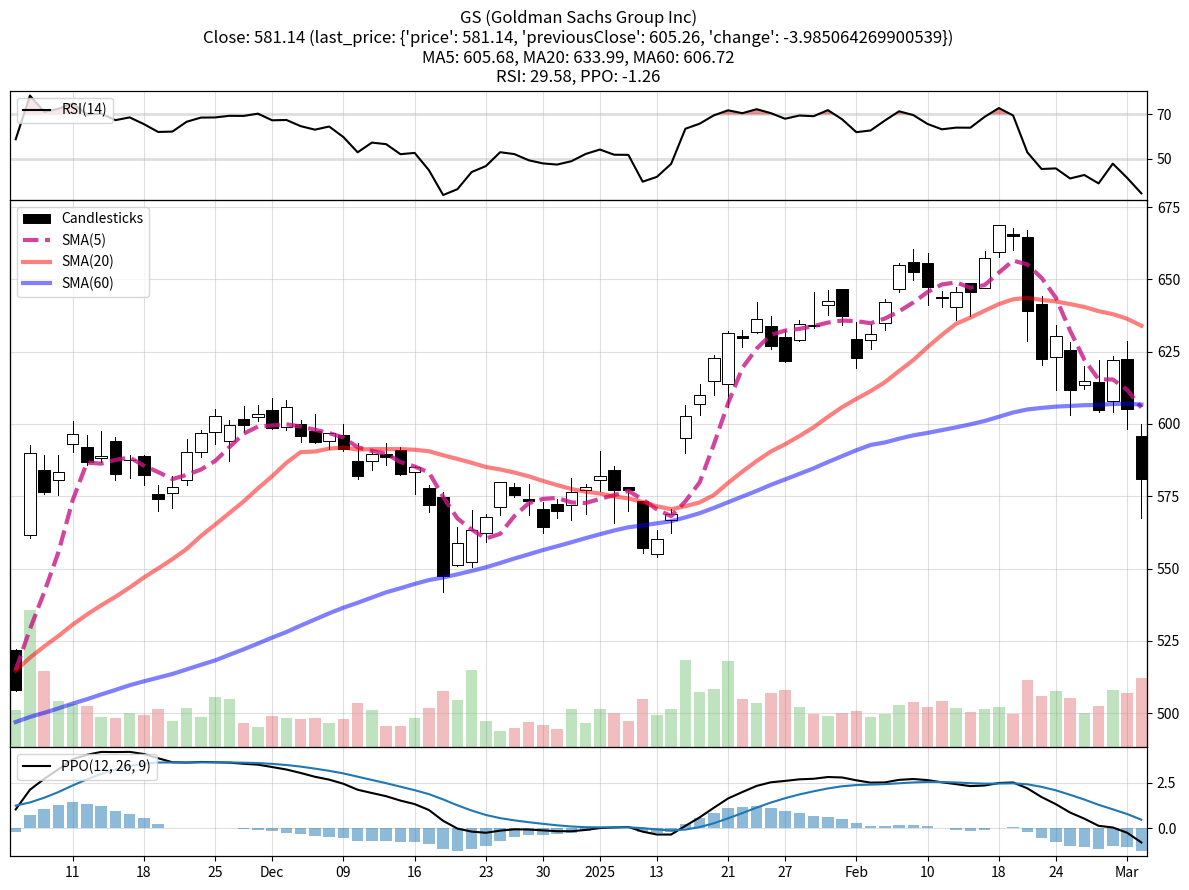 GS (Goldman Sachs Group Inc)
Close: 581.14 (last_price: {'price': 581.14, 'previousClose': 605.26, 'change': -3.985064269900539})
MA5: 605.68, MA20: 633.99, MA60: 606.72
RSI: 29.58, PPO: -1.26
RSI(14)
70
50
Candlesticks
SMA(5)
SMA(20)
SMA(60)
675
650
625
600
575
550
525
500
PPO(12, 26, 9)
2.5
0.0
11 18 25 Dec 09 16 23 30 2025 13 21 27 Feb 10 18 24 Mar